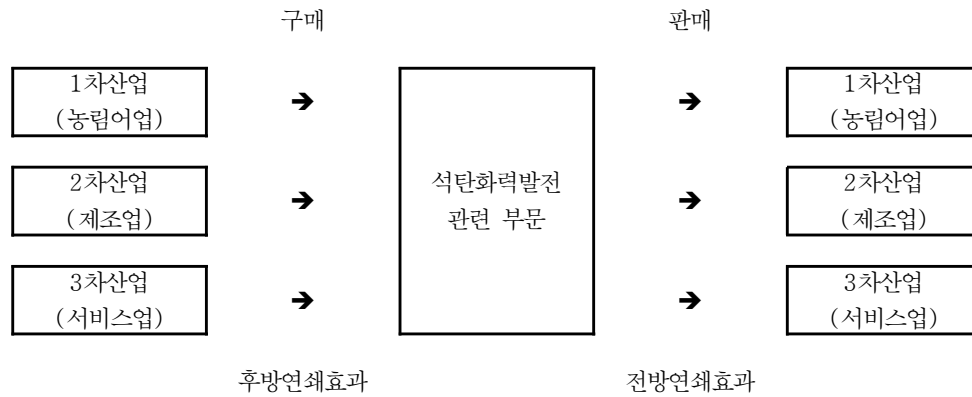 구매
판매
1차산업
(농림어업)
➔
➔
1차산업
(농림어업)
2차산업
(제조업)
➔
석탄화력발전
관련 부문
➔
2차산업
(제조업)
3차산업
(서비스업)
➔
➔
3차산업
(서비스업)
후방연쇄효과
전방연쇄효과